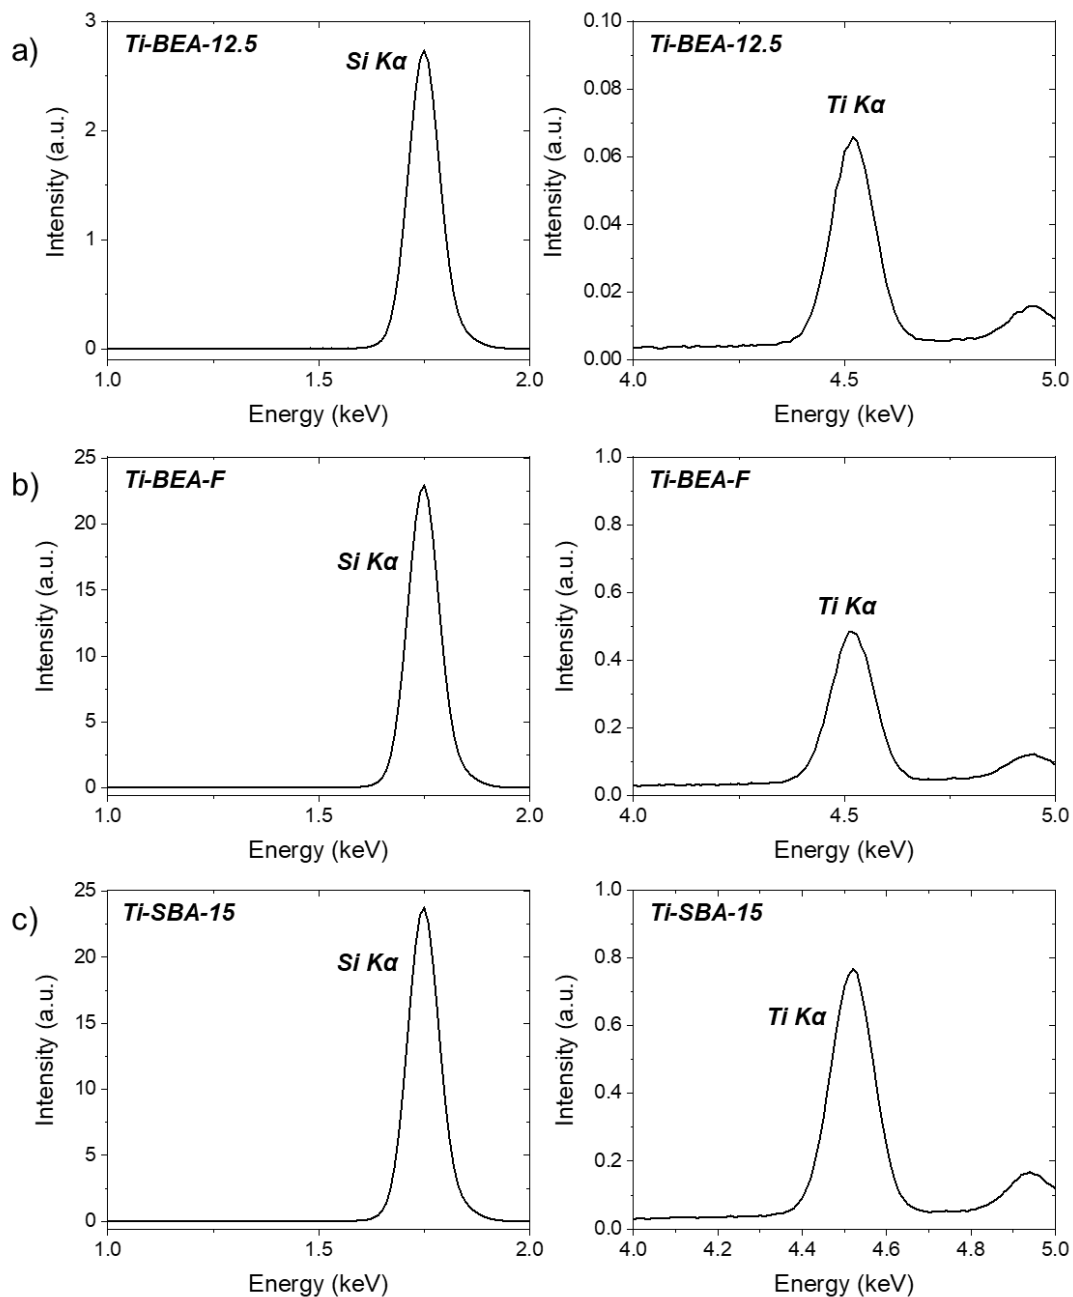 a)
Ti-BEA-12.5
Si Kα
3
2
1
0
Intensity (a.u.)
1.0 1.5 2.0
Energy (keV)
Ti-BEA-12.5
Ti Kα
0.10
0.08
0.06
0.04
0.02
0.00
Intensity (a.u.)
4.0 4.5 5.0
Energy (keV)
b)
Ti-BEA-F
Si Kα
25
20
15
10
5
0
Intensity (a.u.)
1.0 1.5 2.0
Energy (keV)
Ti-BEA-F
Ti Kα
1.0
0.8
0.6
0.4
0.2
0.0
Intensity (a.u.)
4.0 4.5 5.0
Energy (keV)
c)
Ti-SBA-15
Si Kα
25
20
15
10
5
0
Intensity (a.u.)
1.0 1.5 2.0
Energy (keV)
Ti-SBA-15
Ti Kα
1.0
0.8
0.6
0.4
0.2
0.0
Intensity (a.u.)
4.0 4.2 4.4 4.6 4.8 5.0
Energy (keV)